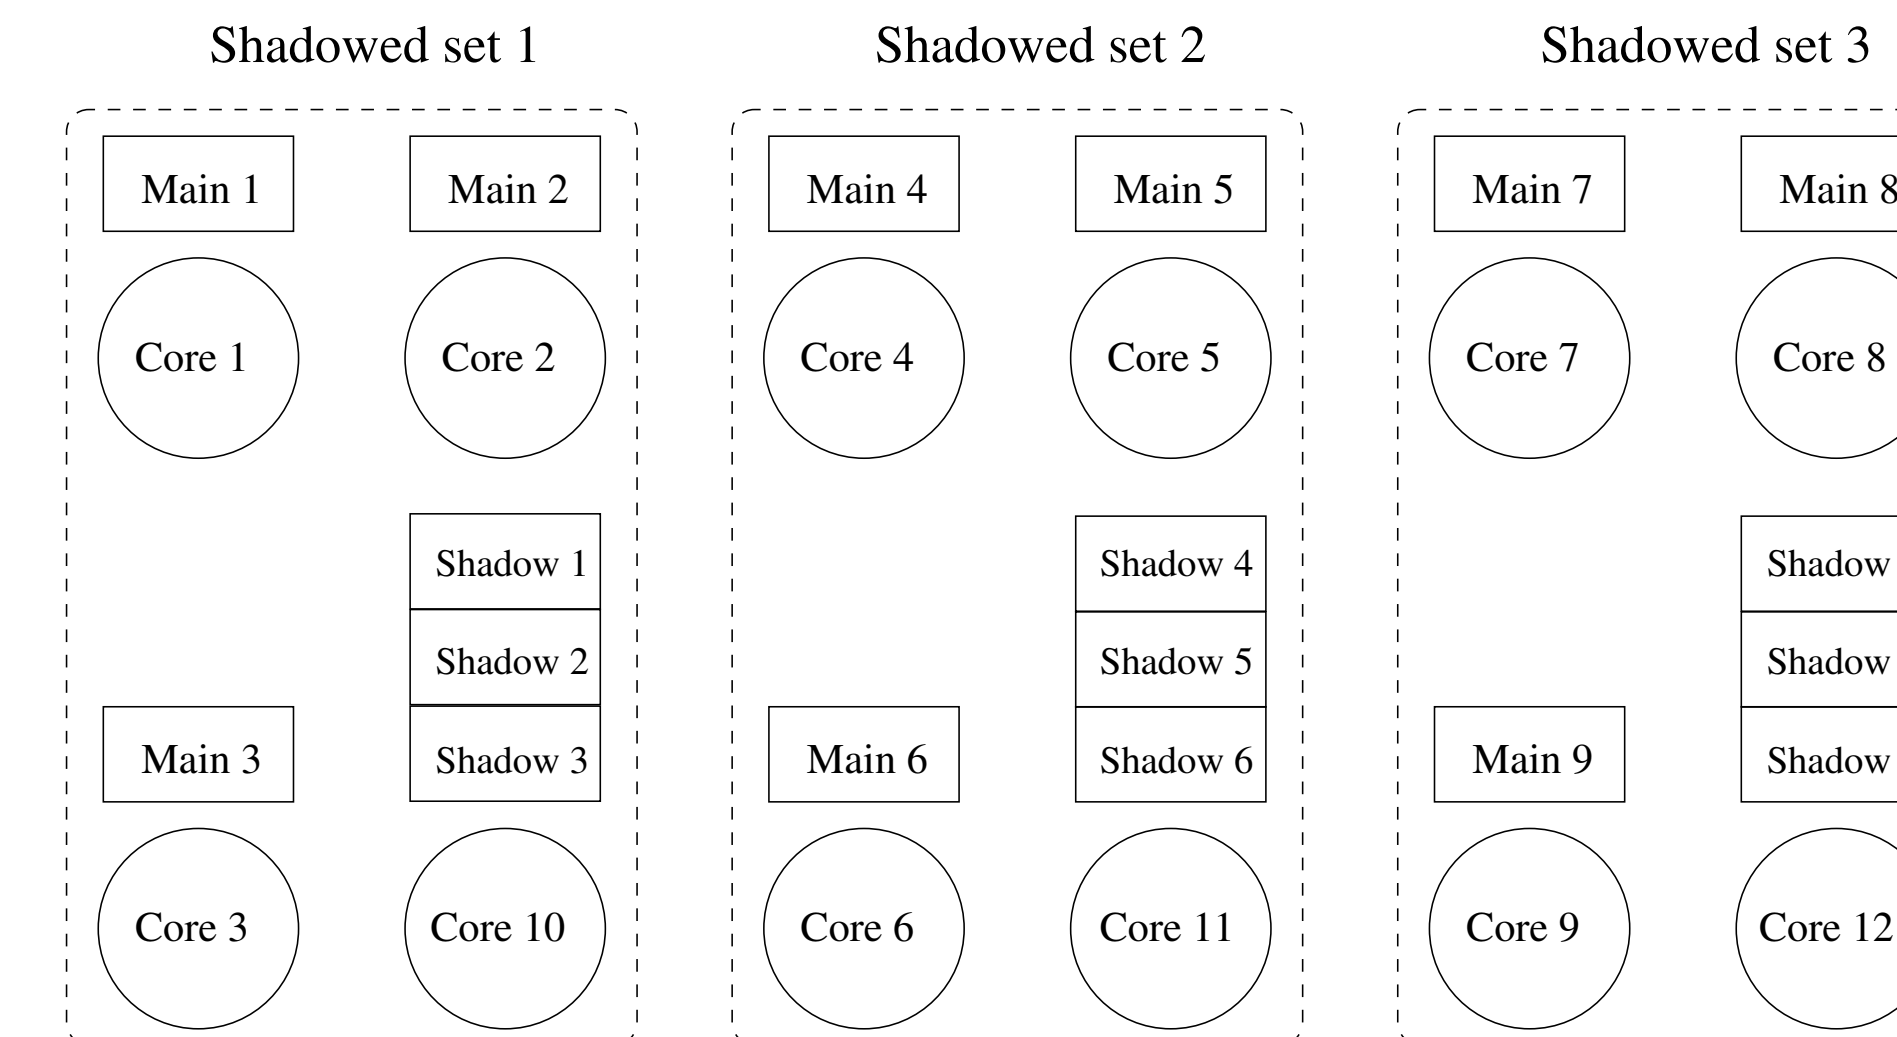 Shadowed set 1
Shadowed set 2
Shadowed set 3
Main 1
Main 2
Main 4
Main 5
Main 7
Main 8
Core 1
Core 2
Core 4
Core 5
Core 7
Core 8
Shadow 1
Shadow 4
Shadow
Shadow 2
Shadow 5
Shadow
Main 3
Shadow 3
Main 6
Shadow 6
Main 9
Shadow
Core 3
Core 10
Core 6
Core 11
Core 9
Core 12